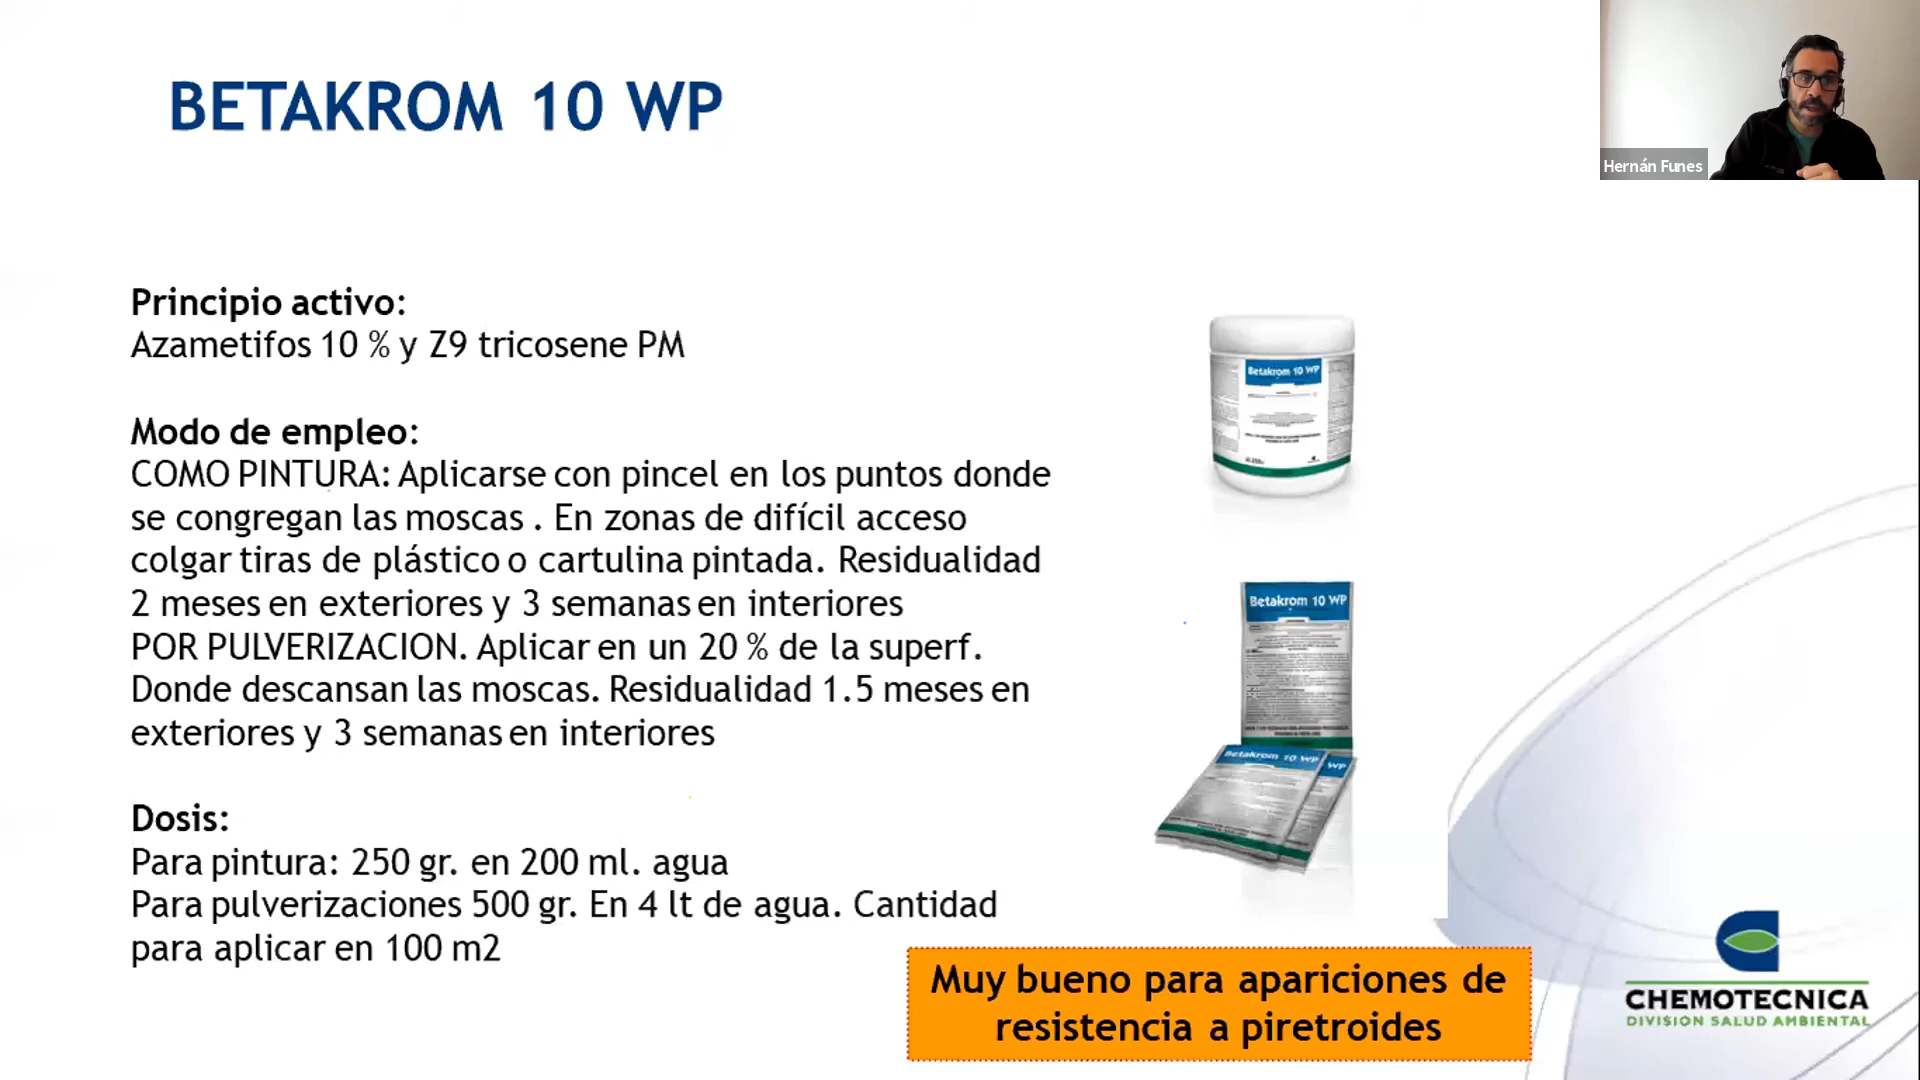 BETAKROM 10 WP
Hernán Funes
Principio activo:
Azametifos 10 % y Z9 tricosene PM
Modo de empleo:
COMO PINTURA: Aplicarse con pincel en los puntos donde
se congregan las moscas . En zonas de difícil acceso
colgar tiras de plástico o cartulina pintada. Residualidad
2 meses en exteriores y 3 semanas en interiores
POR PULVERIZACION. Aplicar en un 20 % de la superf.
Donde descansan las moscas. Residualidad 1.5 meses en
exteriores y 3 semanas en interiores
Dosis:
Para pintura: 250 gr. en 200 ml. agua
Para pulverizaciones 500 gr. En 4 lt de agua. Cantidad
para aplicar en 100 m2
Betakrom 10 WP
Betakrom 10 WP
Betakrom 10 WP
WP
Muy bueno para apariciones de
resistencia a piretroides
CHEMOTECNICA
DIVISIÓN SALUD AMBIENTAL